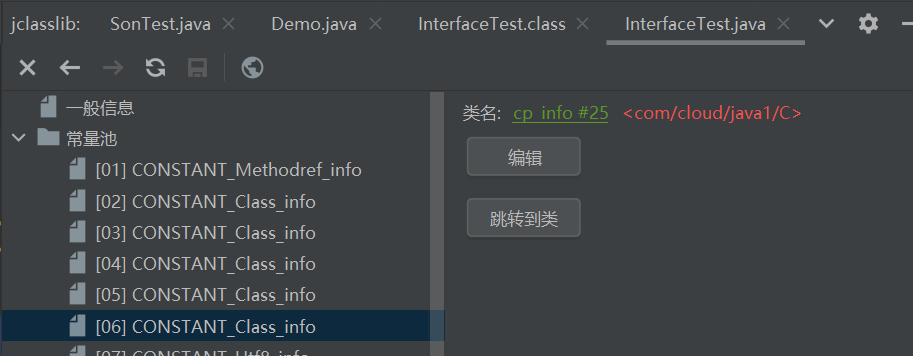 jclasslib: SonTest.java Demo.java InterfaceTest.class InterfaceTest.java
一般信息
常量池
[01] CONSTANT_Methodref_info
[02] CONSTANT_Class_info
[03] CONSTANT_Class_info
[04] CONSTANT_Class_info
[05] CONSTANT_Class_info
[06] CONSTANT_Class_info
[07] CONSTANT_Utf8_info
类名: cp_info #25 <com/cloud/java1/C>
编辑
跳转到类